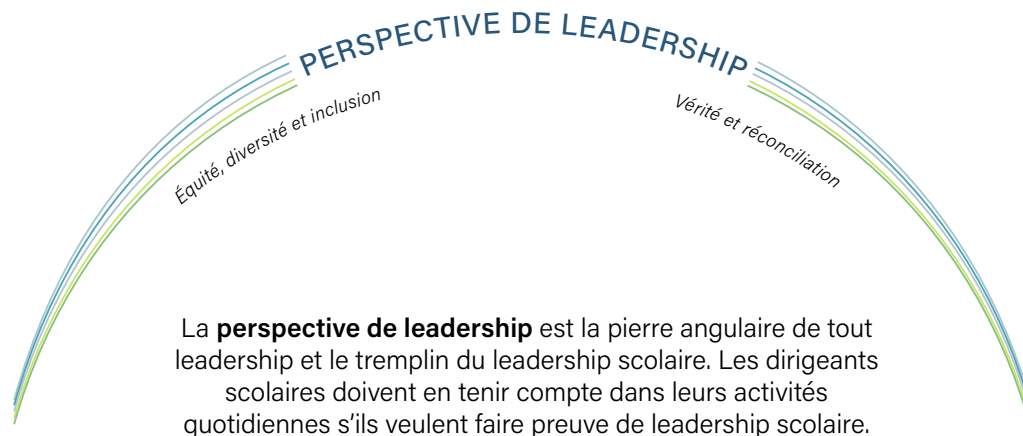 PERSPECTIVE DE LEADERSHIP
Équité, diversité et inclusion
Vérité et réconciliation
La perspective de leadership est la pierre angulaire de tout
leadership et le tremplin du leadership scolaire. Les dirigeants
scolaires doivent en tenir compte dans leurs activités
quotidiennes s’ils veulent faire preuve de leadership scolaire.